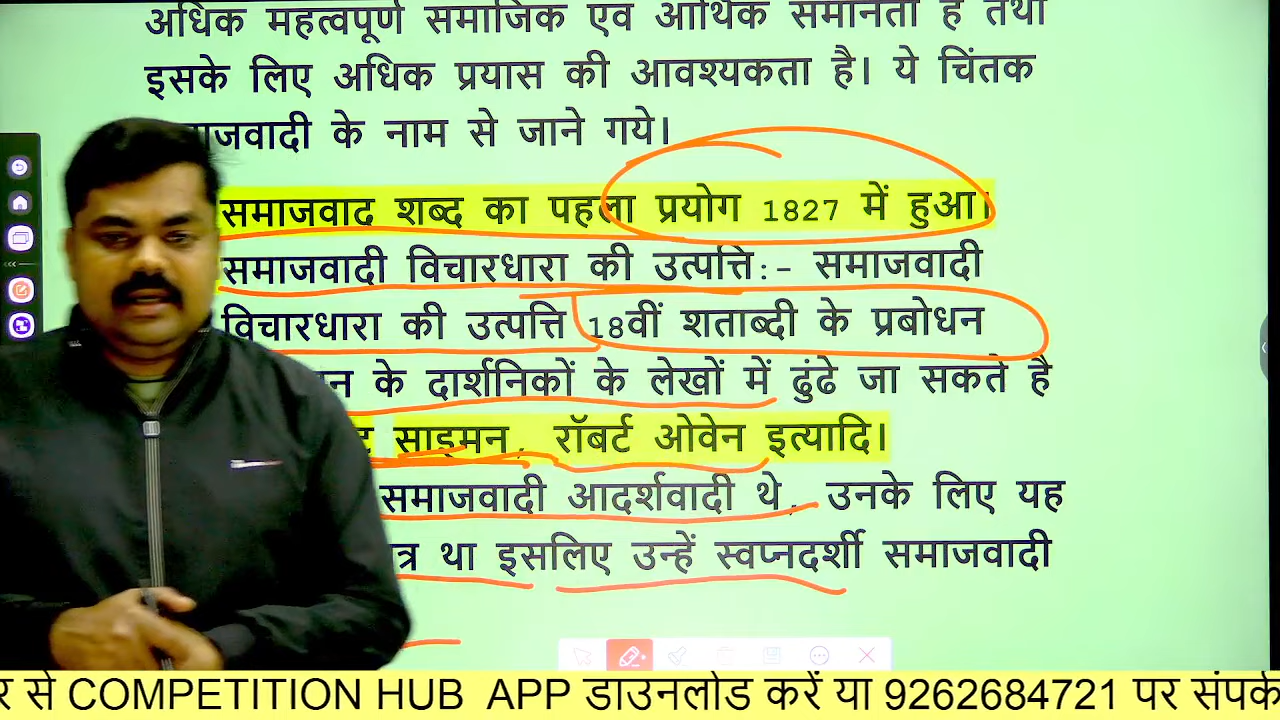 अधिक महत्वपूर्ण समाजिक एवं आर्थिक समानता है तथा
इसके लिए अधिक प्रयास की आवश्यकता है। ये चिंतक
के नाम से जाने गये।
समाजवाद शब्द का पहला प्रयोग 1827 में हुआ।
समाजवादी विचारधारा की उत्पत्ति:- समाजवादी
विचारधारा की उत्पत्ति 18वीं शताब्दी के प्रबोधन
के दार्शनिकों के लेखों में ढुंढे जा सकते है
साइमन, रॉबर्ट ओवेन इत्यादि।
समाजवादी आदर्शवादी थे, उनके लिए यह
था इसलिए उन्हें स्वप्नदर्शी समाजवादी
से COMPETITION HUB APP डाउनलोड करें या 9262684721 पर संपर्क